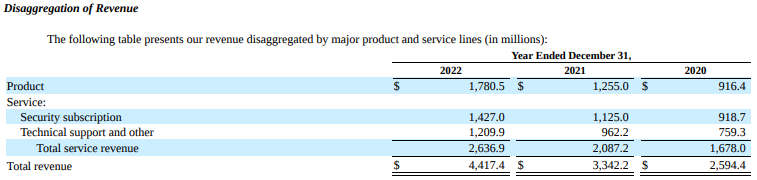 Disaggregation of Revenue
The following table presents our revenue disaggregated by major product and service lines (in millions):
Year Ended December 31,
2022 2021 2020
Product $ 1,780.5 $ 1,255.0 $ 916.4
Service:
Security subscription 1,427.0 1,125.0 918.7
Technical support and other 1,209.9 962.2 759.3
Total service revenue 2,636.9 2,087.2 1,678.0
Total revenue $ 4,417.4 $ 3,342.2 $ 2,594.4